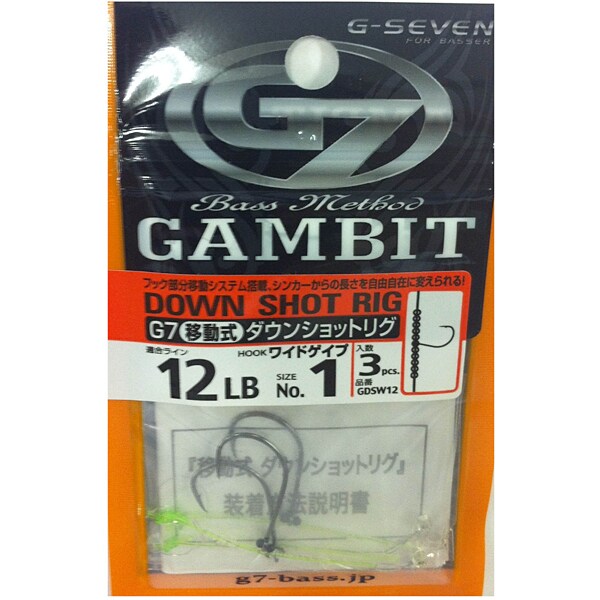 G-SEVEN
FOR BASSER
G7
Bass Method
GAMBIT
フック部分移動システム搭載、シンカーからの長さを自由自在に変えられる!
DOWN SHOT RIG
G7 移動式 ダウンショットリグ
適合ライン 12LB
HOOK ワイドゲイプ
SIZE No. 1
入数 3pcs.
品番 GDSW12
『移動式 ダウンショットリグ』
装着方法説明書
g7-bass.jp